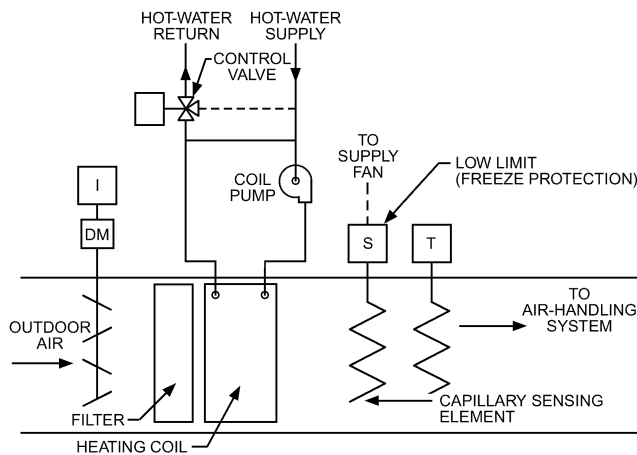 HOT-WATER
RETURN
HOT-WATER
SUPPLY
CONTROL
VALVE
TO
SUPPLY
FAN
LOW LIMIT
(FREEZE PROTECTION)
COIL
PUMP
I
DM
S
T
OUTDOOR
AIR
TO
AIR-HANDLING
SYSTEM
FILTER
HEATING COIL
CAPILLARY SENSING
ELEMENT